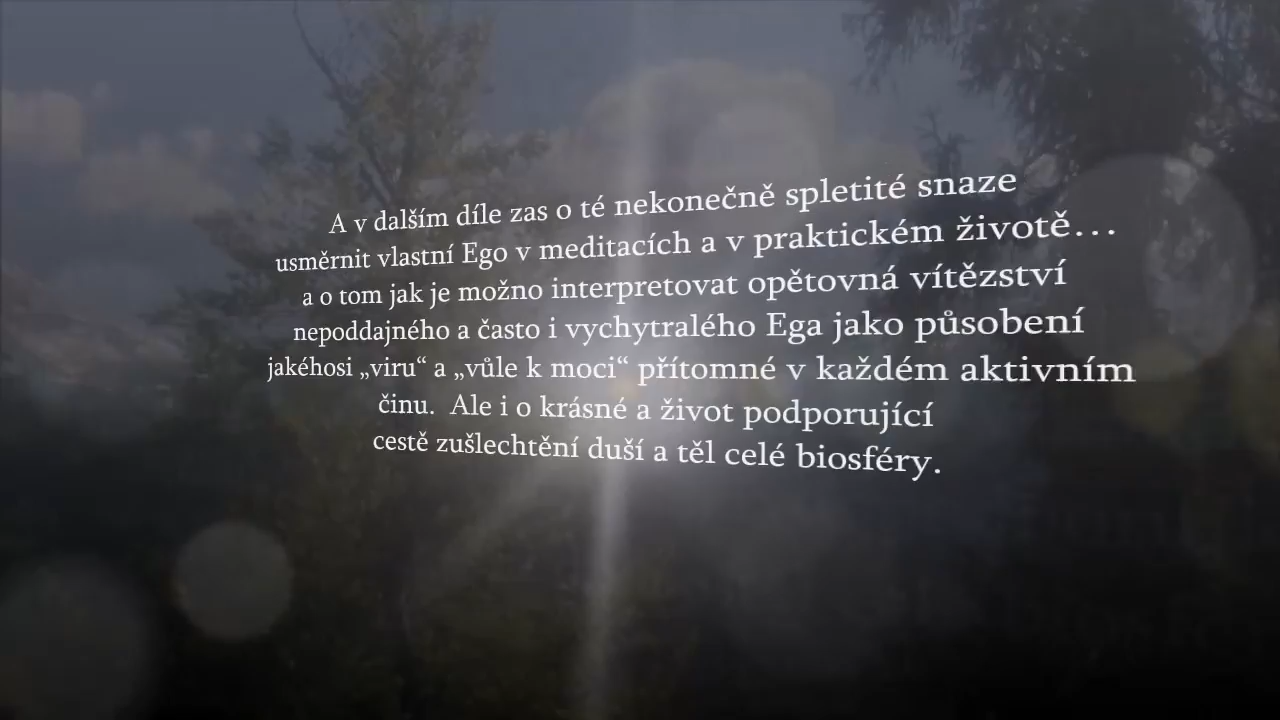 A v dalším díle zas o té nekonečně spletité snaze
usměrnit vlastní Ego v meditacích a v praktickém životě...
a o tom jak je možno interpretovat opětovná vítězství
nepoddajného a často i vychytralého Ega jako působení
jakéhosi „viru“ a „vůle k moci“ přítomné v každém aktivním
činu.  Ale i o krásné a život podporující
cestě zušlechtění duší a těl celé biosféry.